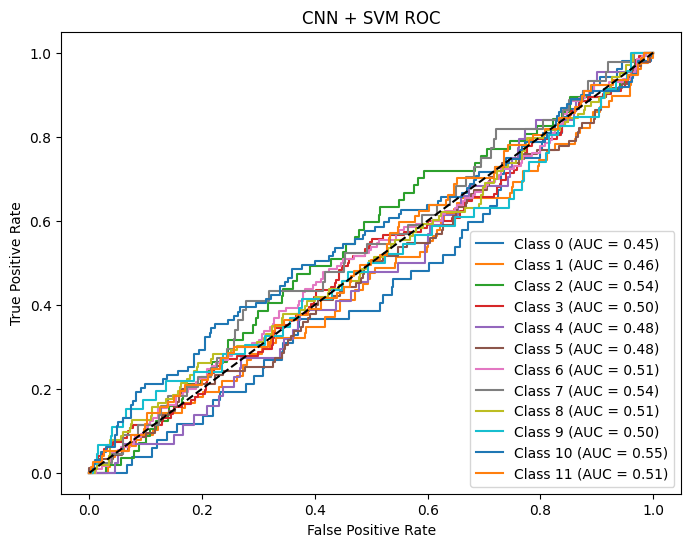 CNN + SVM ROC
True Positive Rate
1.0
0.8
0.6
0.4
0.2
0.0
Class 0 (AUC = 0.45)
Class 1 (AUC = 0.46)
Class 2 (AUC = 0.54)
Class 3 (AUC = 0.50)
Class 4 (AUC = 0.48)
Class 5 (AUC = 0.48)
Class 6 (AUC = 0.51)
Class 7 (AUC = 0.54)
Class 8 (AUC = 0.51)
Class 9 (AUC = 0.50)
Class 10 (AUC = 0.55)
Class 11 (AUC = 0.51)
0.0 0.2 0.4 0.6 0.8 1.0
False Positive Rate